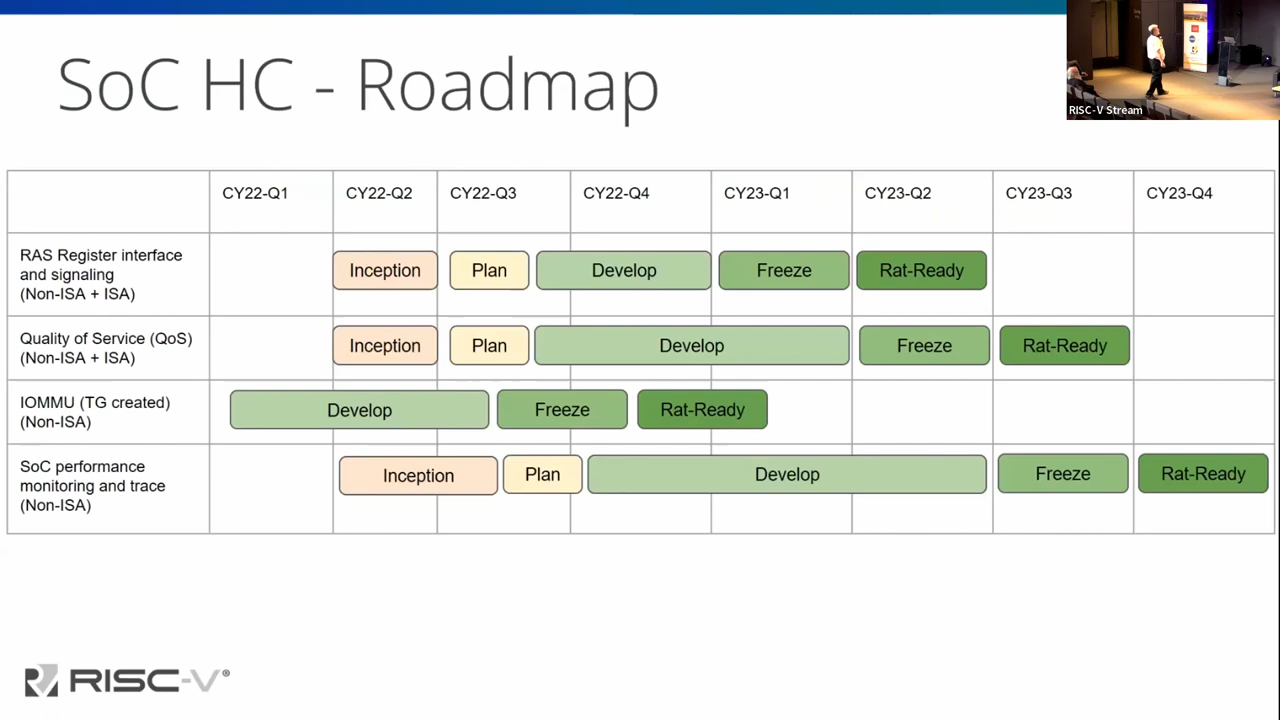 SoC HC - Roadmap
RISC-V Stream
CY22-Q1
CY22-Q2
CY22-Q3
CY22-Q4
CY23-Q1
CY23-Q2
CY23-Q3
CY23-Q4
RAS Register interface
and signaling
(Non-ISA + ISA)
Inception
Plan
Develop
Freeze
Rat-Ready
Quality of Service (QoS)
(Non-ISA + ISA)
Inception
Plan
Develop
Freeze
Rat-Ready
IOMMU (TG created)
(Non-ISA)
Develop
Freeze
Rat-Ready
SoC performance
monitoring and trace
(Non-ISA)
Inception
Plan
Develop
Freeze
Rat-Ready
RISC-V®